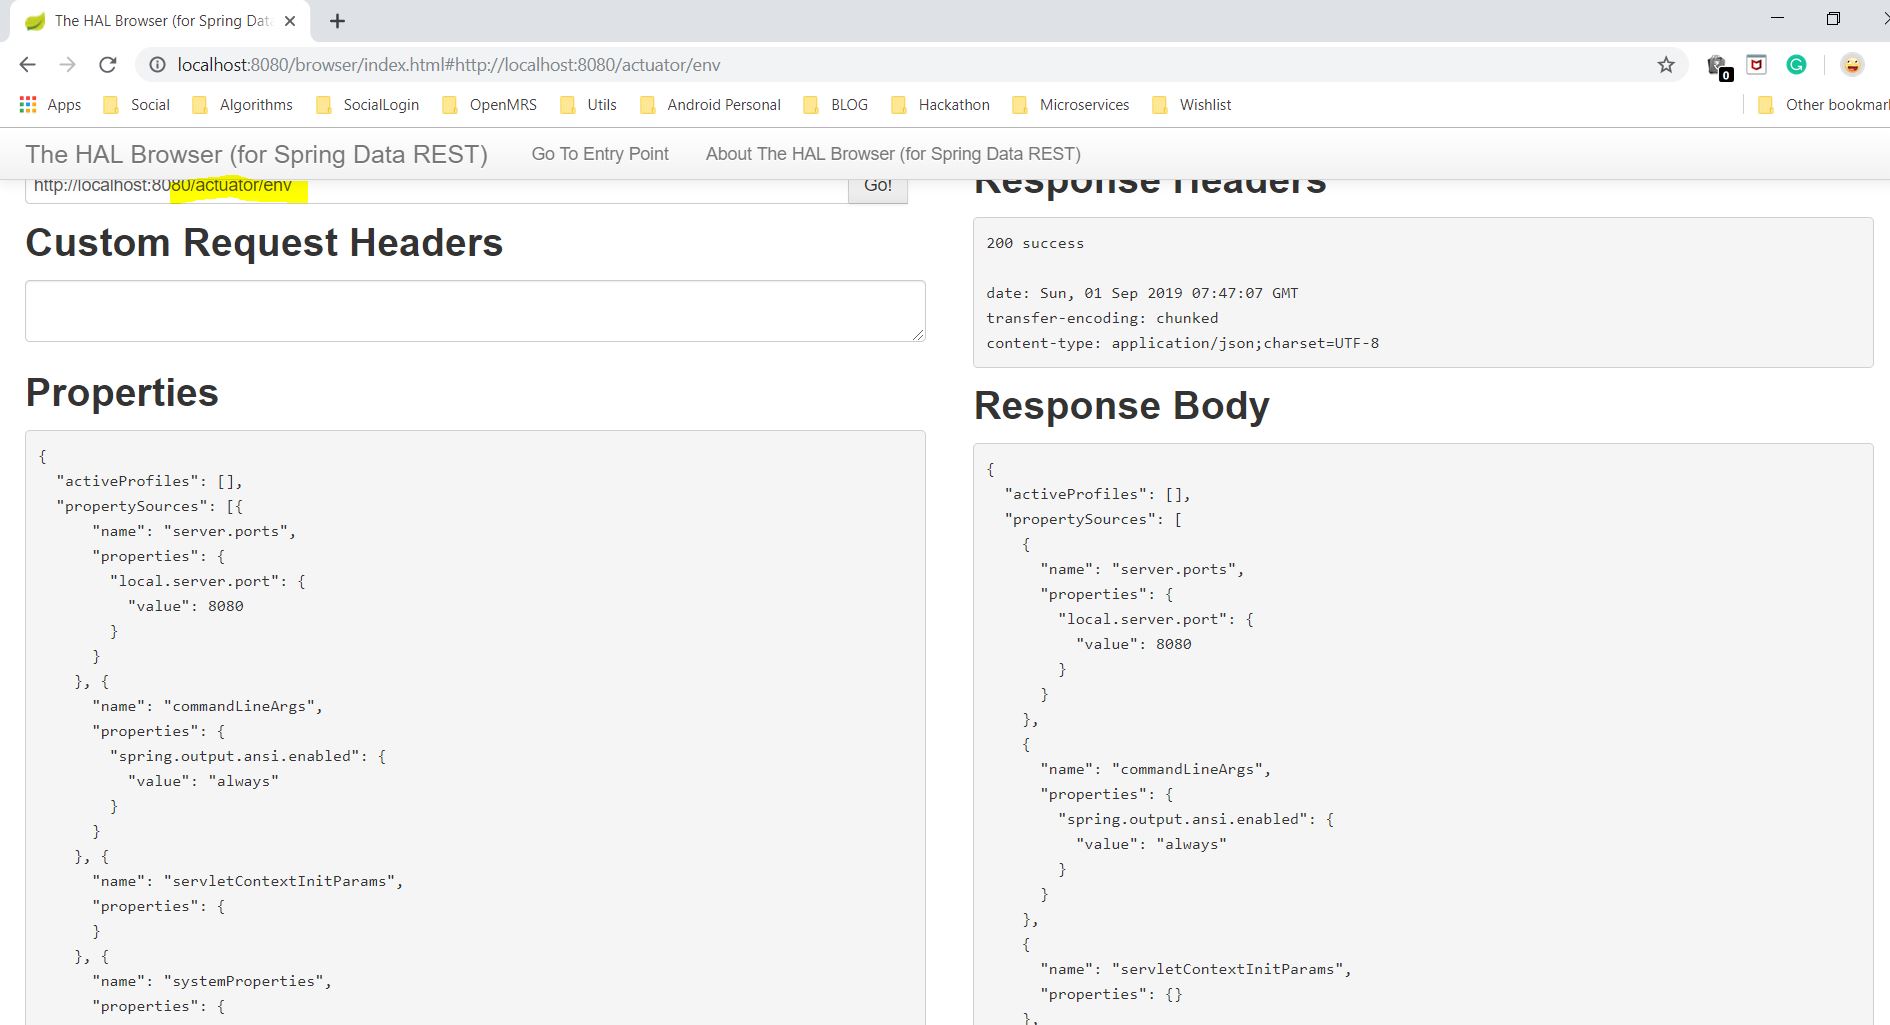 The HAL Browser (for Spring Data
localhost:8080/browser/index.html#http://localhost:8080/actuator/env
0
Apps Social Algorithms SocialLogin OpenMRS Utils Android Personal BLOG Hackathon Microservices Wishlist Other bookmar
The HAL Browser (for Spring Data REST) Go To Entry Point About The HAL Browser (for Spring Data REST)
http://localhost:8080/actuator/env Go!
Custom Request Headers
Properties
{
"activeProfiles": [],
"propertySources": [{
"name": "server.ports",
"properties": {
"local.server.port": {
"value": 8080
}
}
}, {
"name": "commandLineArgs",
"properties": {
"spring.output.ansi.enabled": {
"value": "always"
}
}
}, {
"name": "servletContextInitParams",
"properties": {
}
}, {
"name": "systemProperties",
"properties": {
Response Headers
200 success
date: Sun, 01 Sep 2019 07:47:07 GMT
transfer-encoding: chunked
content-type: application/json;charset=UTF-8
Response Body
{
"activeProfiles": [],
"propertySources": [
{
"name": "server.ports",
"properties": {
"local.server.port": {
"value": 8080
}
}
},
{
"name": "commandLineArgs",
"properties": {
"spring.output.ansi.enabled": {
"value": "always"
}
}
},
{
"name": "servletContextInitParams",
"properties": {}
},